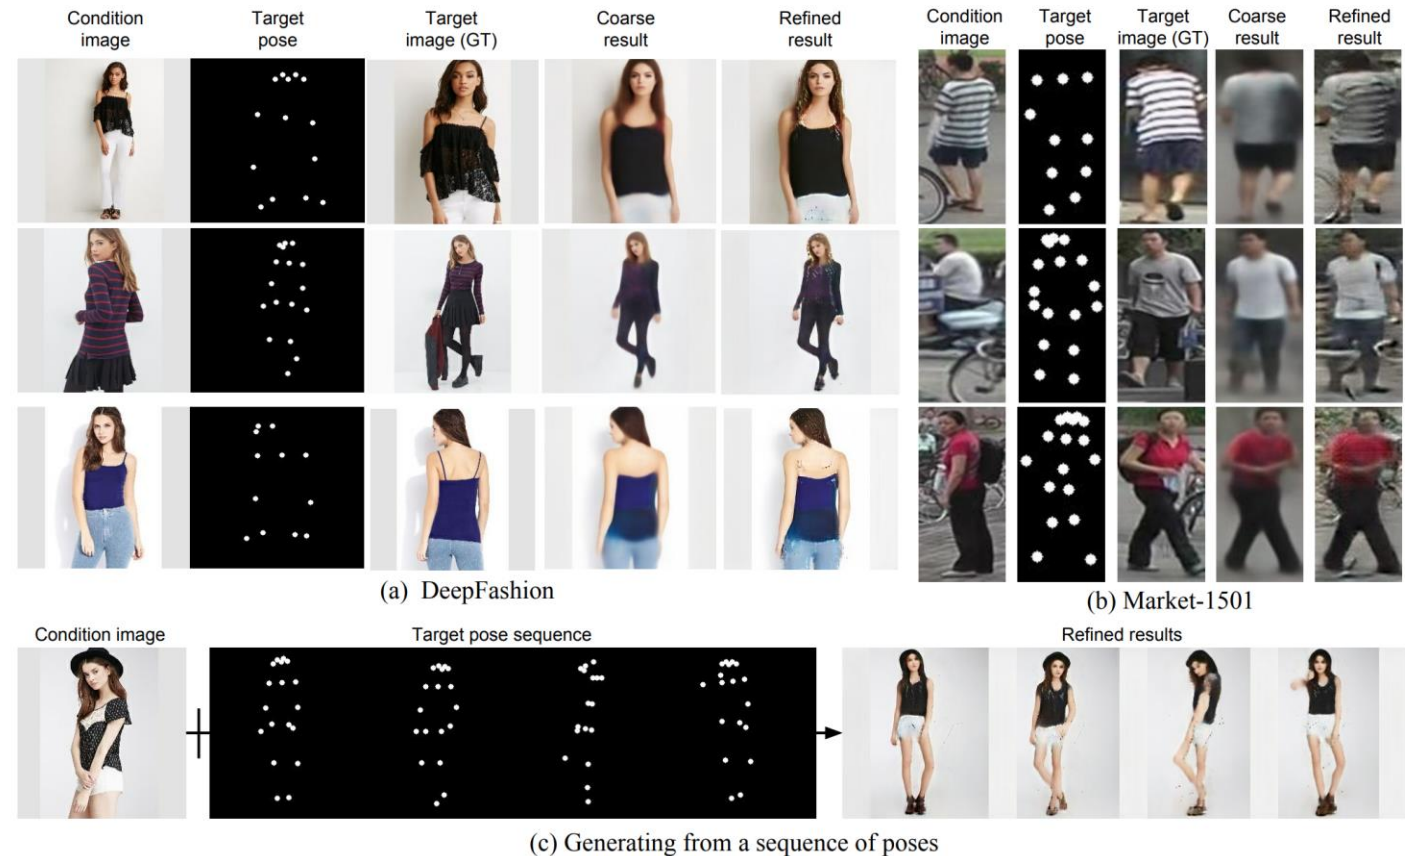 Condition image
Target pose
Target image (GT)
Coarse result
Refined result
Condition image
Target pose
Target image (GT)
Coarse result
Refined result
(a) DeepFashion
(b) Market-1501
Condition image
Target pose sequence
Refined results
(c) Generating from a sequence of poses